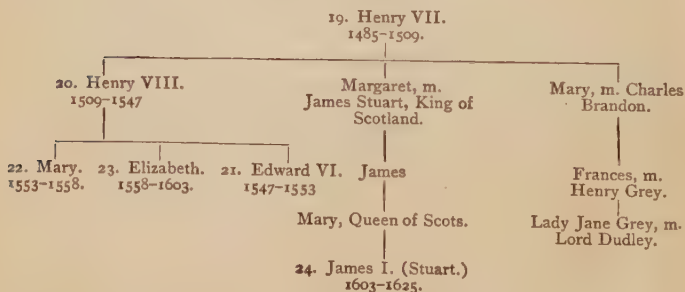 19. Henry VII.
1485-1509.
20. Henry VIII.
1509-1547
Margaret, m.
James Stuart, King of
Scotland.
Mary, m. Charles
Brandon.
22. Mary.
1553-1558.
23. Elizabeth.
1558-1603.
21. Edward VI.
1547-1553
James
Frances, m.
Henry Grey.
Mary, Queen of Scots.
Lady Jane Grey, m.
Lord Dudley.
24. James I. (Stuart.)
1603-1625.